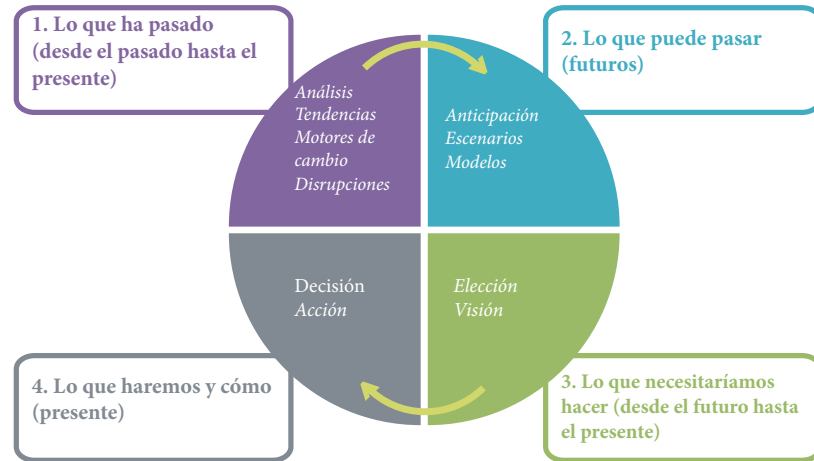 1. Lo que ha pasado
(desde el pasado hasta el
presente)
2. Lo que puede pasar
(futuros)
Análisis
Tendencias
Motores de
cambio
Disrupciones
Anticipación
Escenarios
Modelos
Elección
Visión
Decisión
Acción
3. Lo que necesitaríamos
hacer (desde el futuro hasta
el presente)
4. Lo que haremos y cómo
(presente)